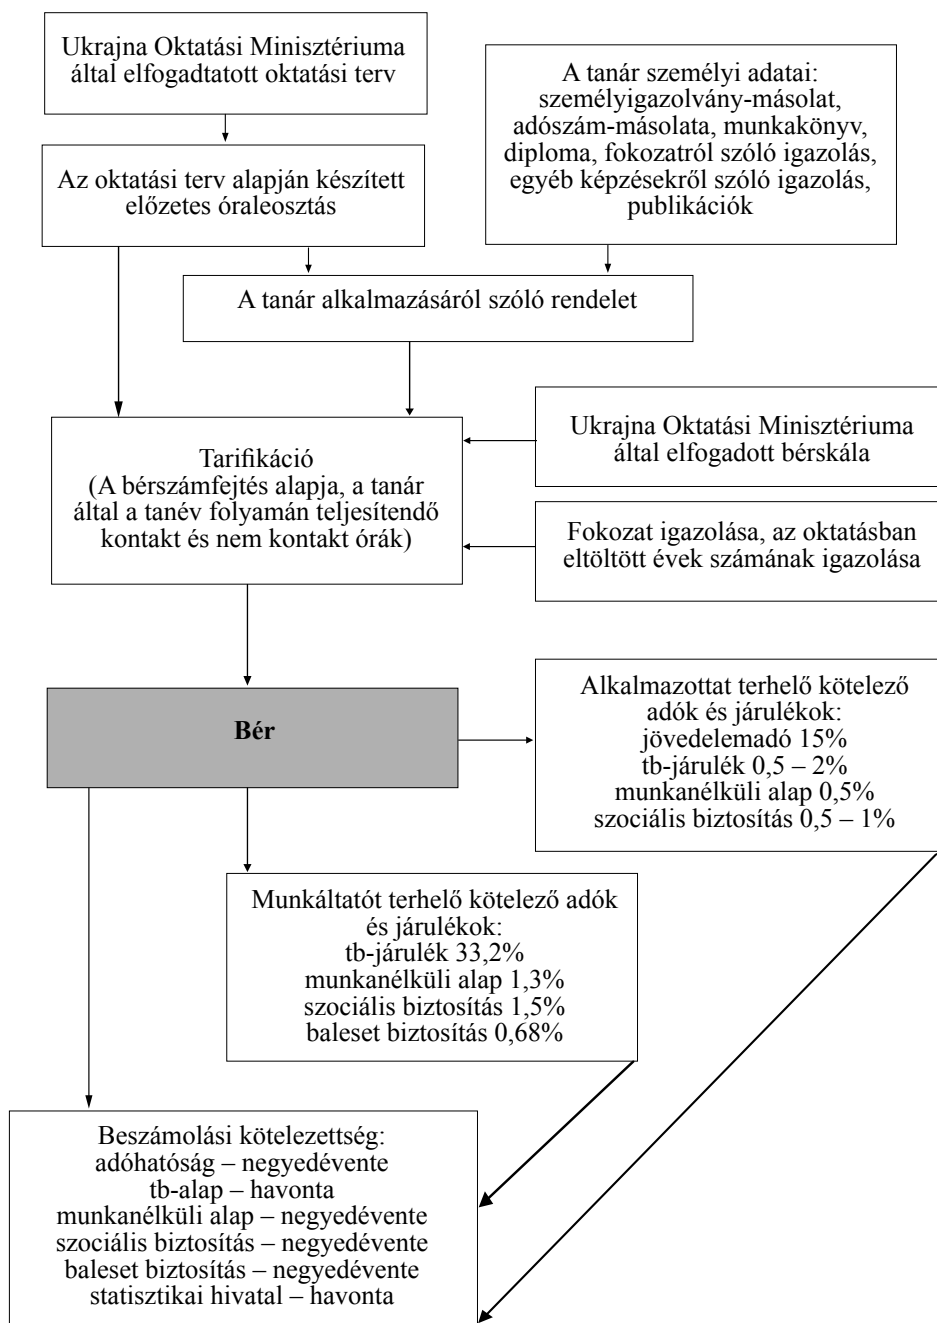 Ukrajna Oktatási Minisztériuma
által elfogadtatott oktatási terv
A tanár személyi adatai:
személyigazolvány-másolat,
adószám-másolata, munkakönyv,
diploma, fokozatról szóló igazolás,
egyéb képzésekről szóló igazolás,
publikációk
Az oktatási terv alapján készített
előzetes óraleosztás
A tanár alkalmazásáról szóló rendelet
Tarifikáció
(A bérszámfejtés alapja, a tanár
által a tanév folyamán teljesítendő
kontakt és nem kontakt órák)
Ukrajna Oktatási Minisztériuma
által elfogadott bérskála
Fokozat igazolása, az oktatásban
eltöltött évek számának igazolása
Bér
Alkalmazottat terhelő kötelező
adók és járulékok:
jövedelemadó 15%
tb-járulék 0,5 – 2%
munkanélküli alap 0,5%
szociális biztosítás 0,5 – 1%
Munkáltatót terhelő kötelező adók
és járulékok:
tb-járulék 33,2%
munkanélküli alap 1,3%
szociális biztosítás 1,5%
baleset biztosítás 0,68%
Beszámolási kötelezettség:
adóhatóság – negyedévente
tb-alap – havonta
munkanélküli alap – negyedévente
szociális biztosítás – negyedévente
baleset biztosítás – negyedévente
statisztikai hivatal – havonta